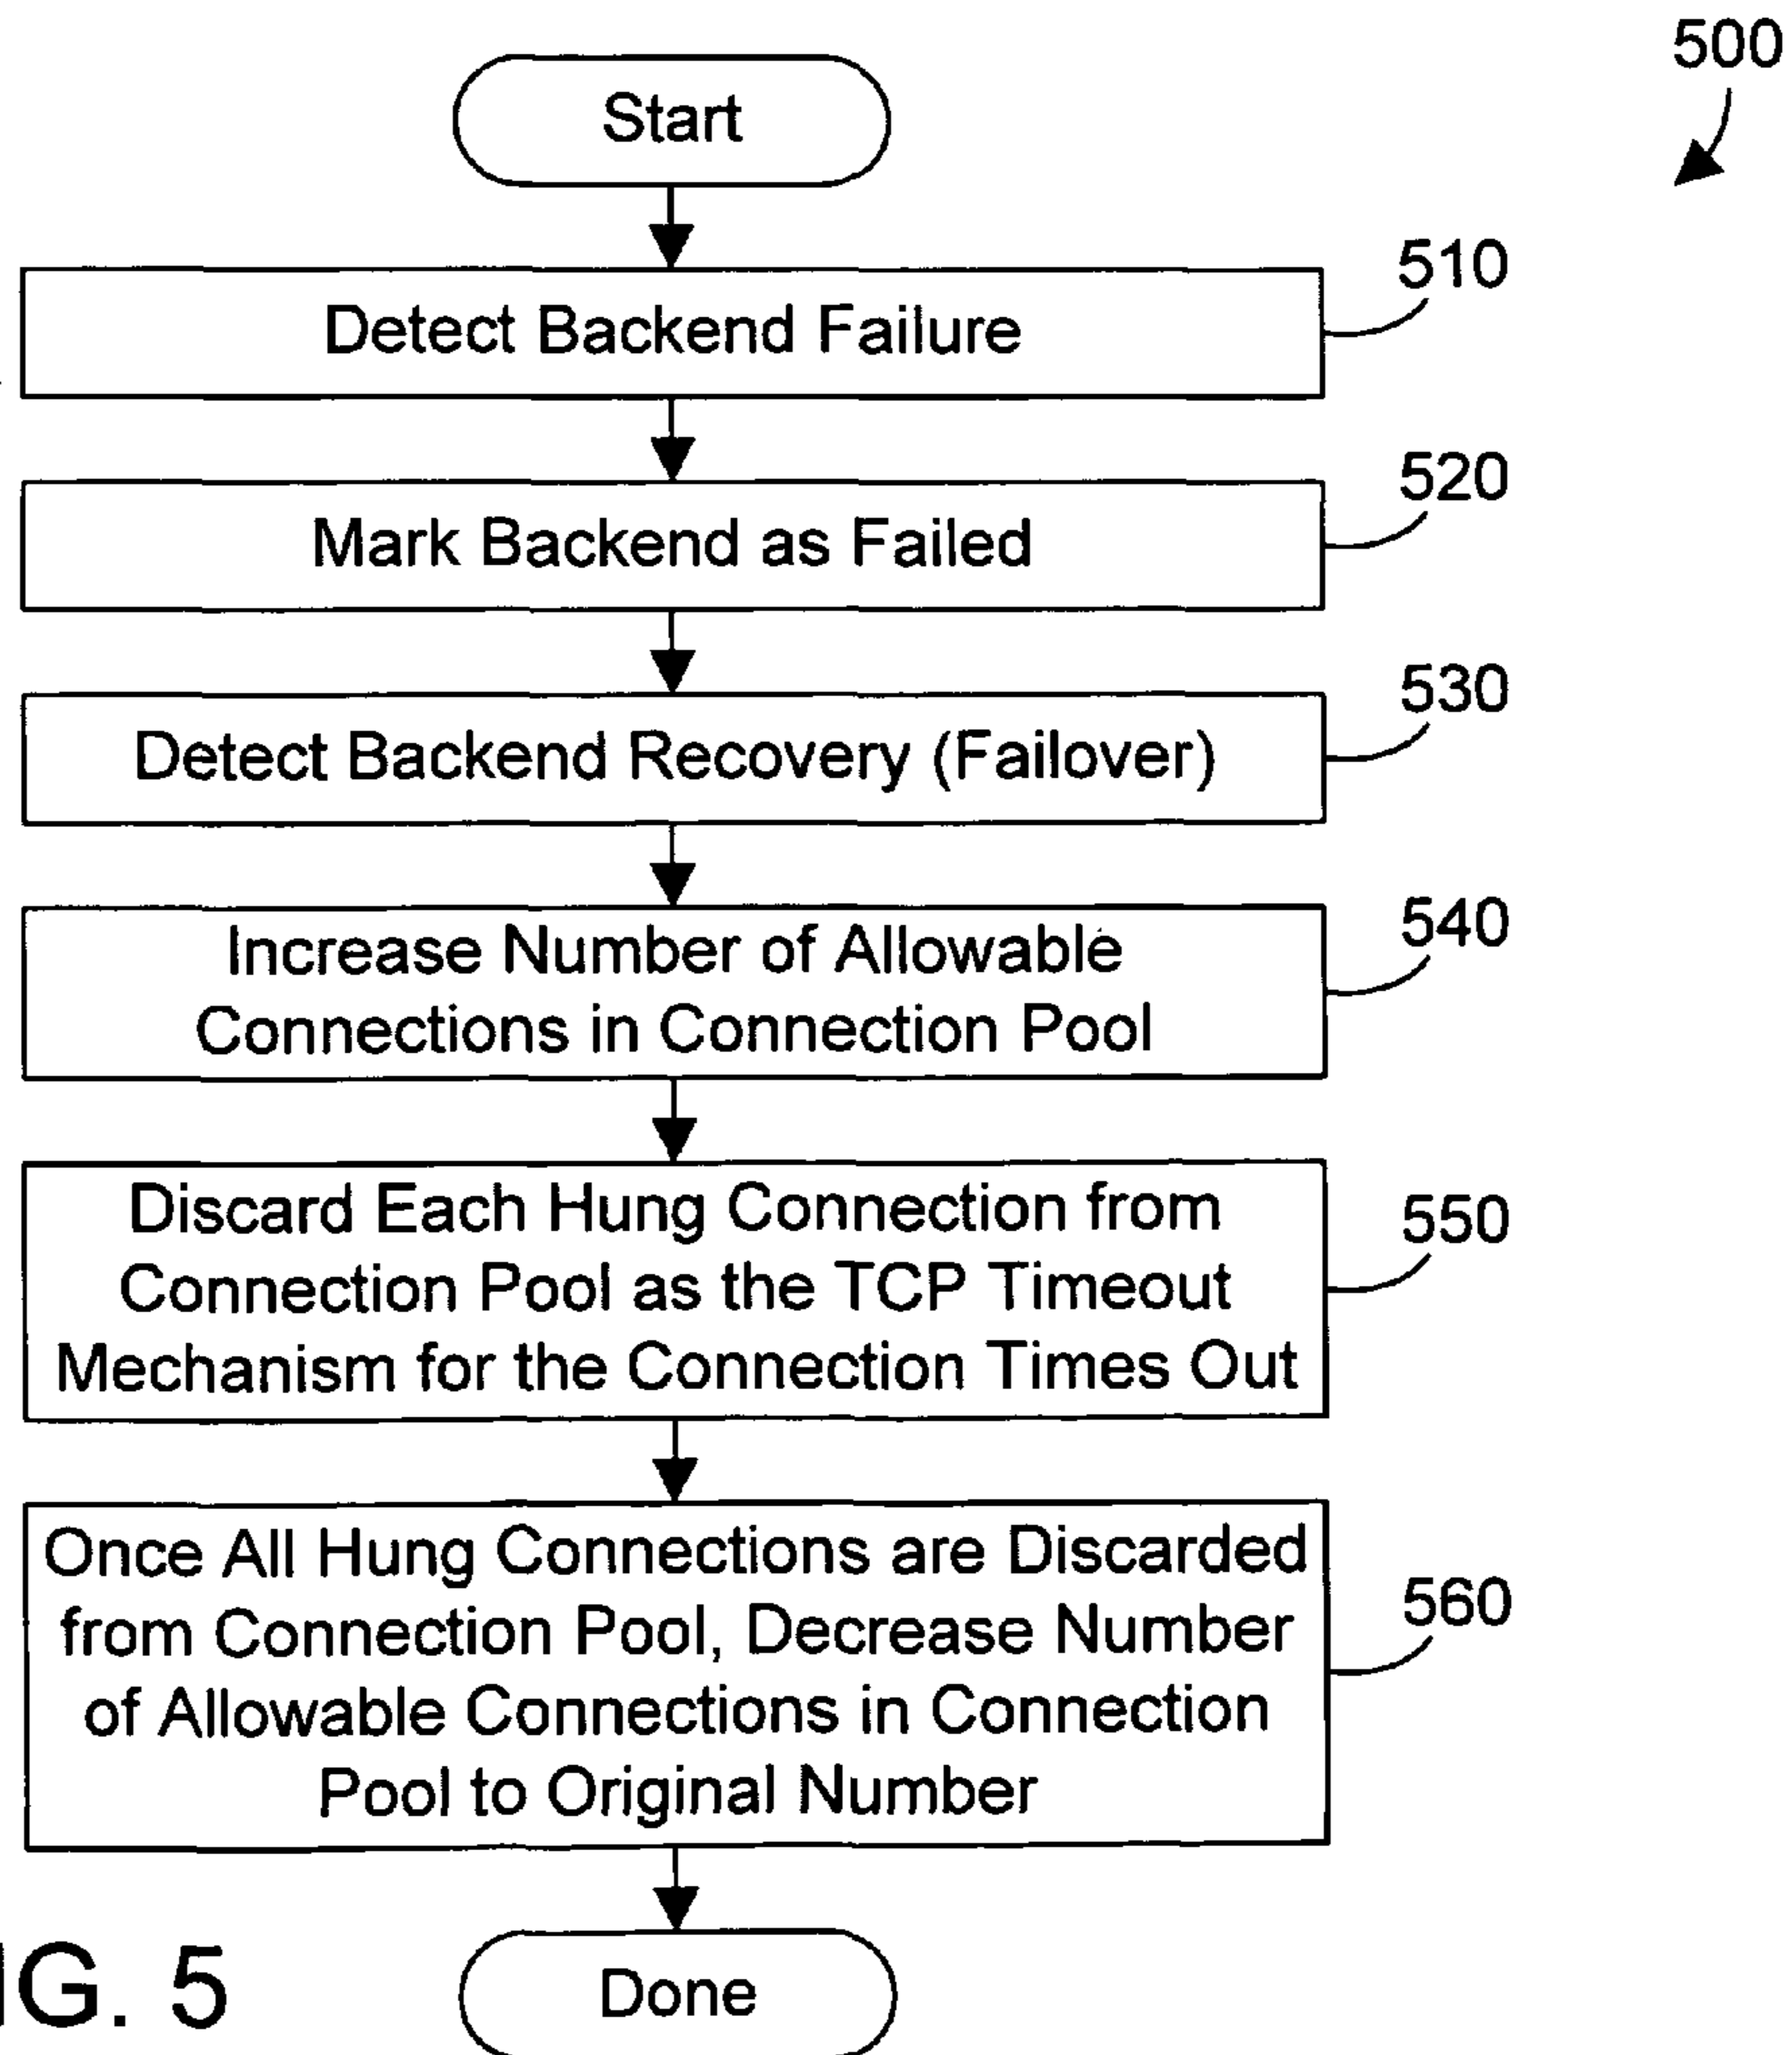 500
Start
510
Detect Backend Failure
520
Mark Backend as Failed
530
Detect Backend Recovery (Failover)
540
Increase Number of Allowable
Connections in Connection Pool
550
Discard Each Hung Connection from
Connection Pool as the TCP Timeout
Mechanism for the Connection Times Out
560
Once All Hung Connections are Discarded
from Connection Pool, Decrease Number
of Allowable Connections in Connection
Pool to Original Number
Done
IG. 5